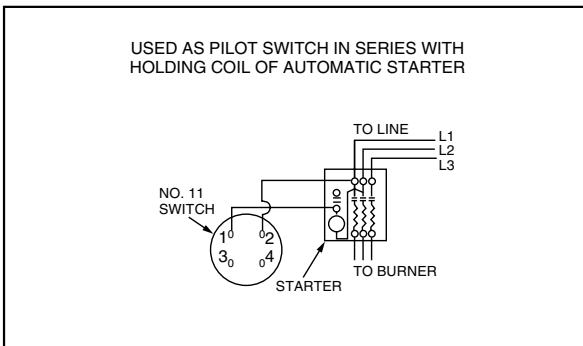 USED AS PILOT SWITCH IN SERIES WITH
HOLDING COIL OF AUTOMATIC STARTER
TO LINE
L1
L2
L3
NO. 11
SWITCH
1 2
3 4
STARTER
TO BURNER